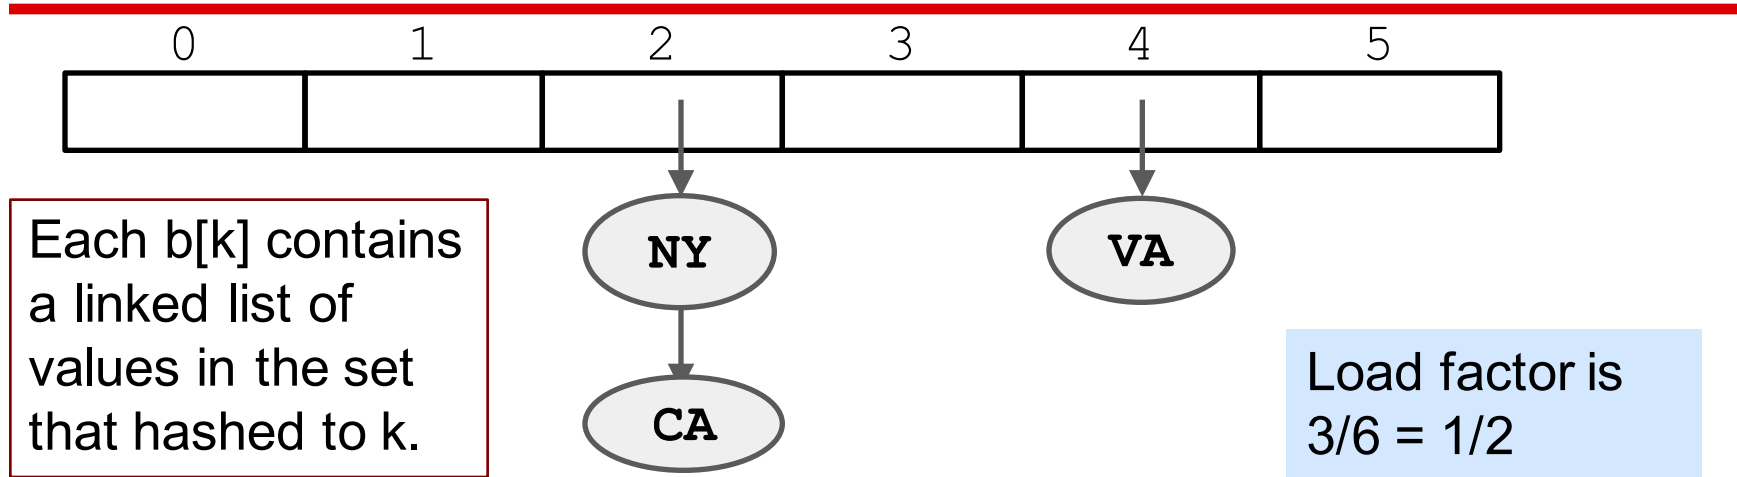 0 1 2 3 4 5
Each b[k] contains
a linked list of
values in the set
that hashed to k.
NY
VA
CA
Load factor is
3/6 = 1/2